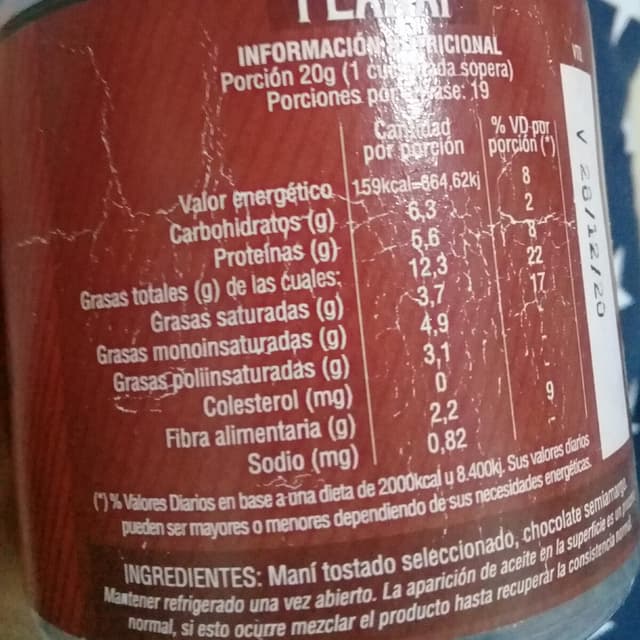 INFORMACIÓN NUTRICIONAL
Porción 20g (1 cucharada sopera)
Porciones por envase: 19
Cantidad por porción % VD por porción (*)
Valor energético 159kcal=664,62kj 8
Carbohidratos (g) 6,3 2
Proteínas (g) 5,6 8
Grasas totales (g) de las cuales: 12,3 22
Grasas saturadas (g) 3,7 17
Grasas monoinsaturadas (g) 4,9 -
Grasas poliinsaturadas (g) 3,1 -
Colesterol (mg) 0 -
Fibra alimentaria (g) 2,2 9
Sodio (mg) 0,82 -
(*) % Valores Diarios en base a una dieta de 2000kcal u 8.400kj. Sus valores diarios
pueden ser mayores o menores dependiendo de sus necesidades energéticas.
INGREDIENTES: Maní tostado seleccionado, chocolate semiamargo,
Mantener refrigerado una vez abierto. La aparición de aceite en la superficie es un
normal, si esto ocurre mezclar el producto hasta recuperar la consistencia
V 28/12/20